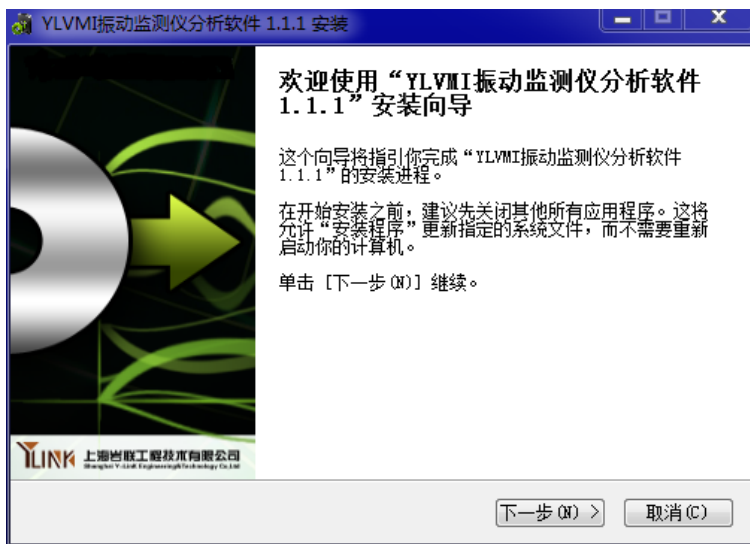 YLVMI振动监测仪分析软件 1.1.1 安装
欢迎使用“YLVMI振动监测仪分析软件
1.1.1”安装向导
这个向导将指引你完成“YLVMI振动监测仪分析软件
1.1.1”的安装进程。
在开始安装之前，建议先关闭其他所有应用程序。这将
允许“安装程序”更新指定的系统文件，而不需要重新
启动你的计算机。
单击 [下一步(N)] 继续。
YLINK 上海岩联工程技术有限公司
Shanghai Y-Link Engineering&Technology Co.,Ltd
下一步(N) >
取消(C)